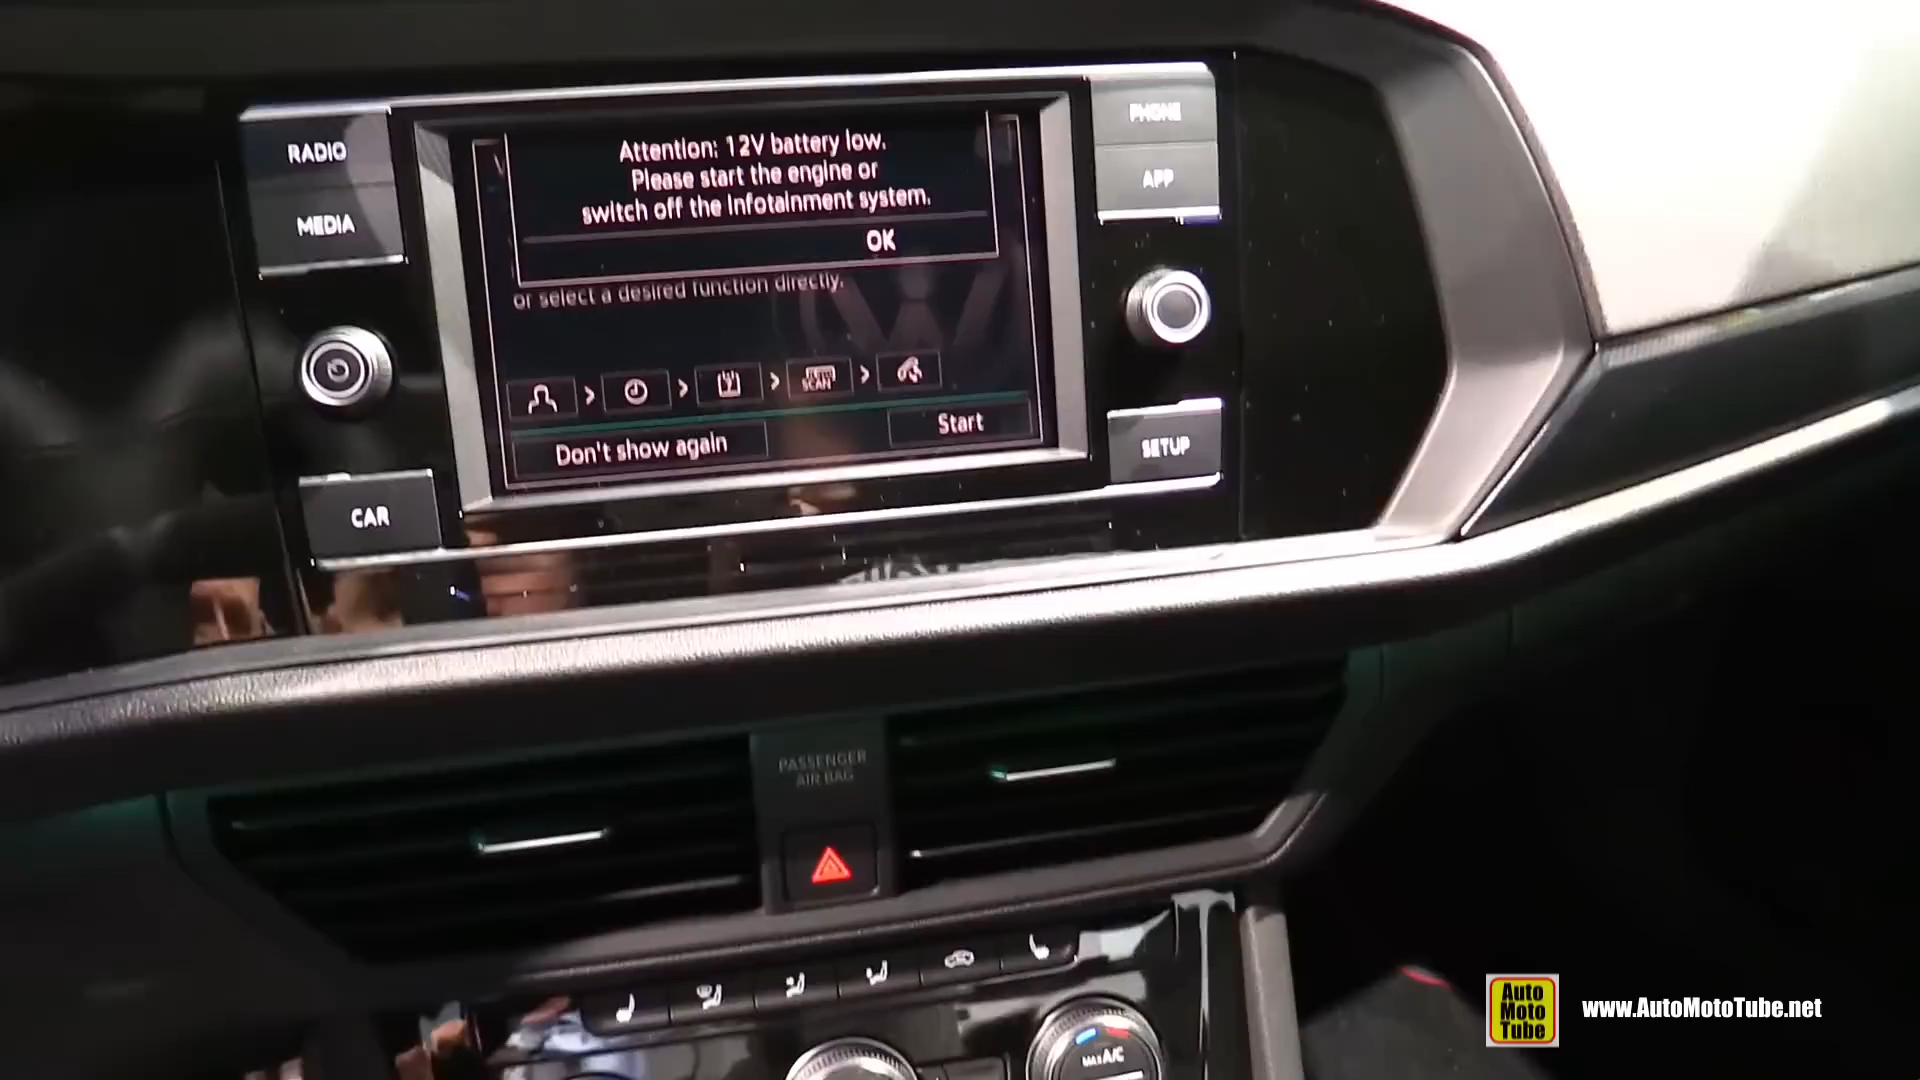 RADIO
MEDIA
CAR
Attention: 12V battery low.
Please start the engine or
switch off the Infotainment system.
OK
or select a desired function directly.
SCAN
Don't show again
Start
PHONE
APP
SETUP
PASSENGER
AIR BAG
MAX A/C
Auto
Moto
Tube
www.AutoMotoTube.net